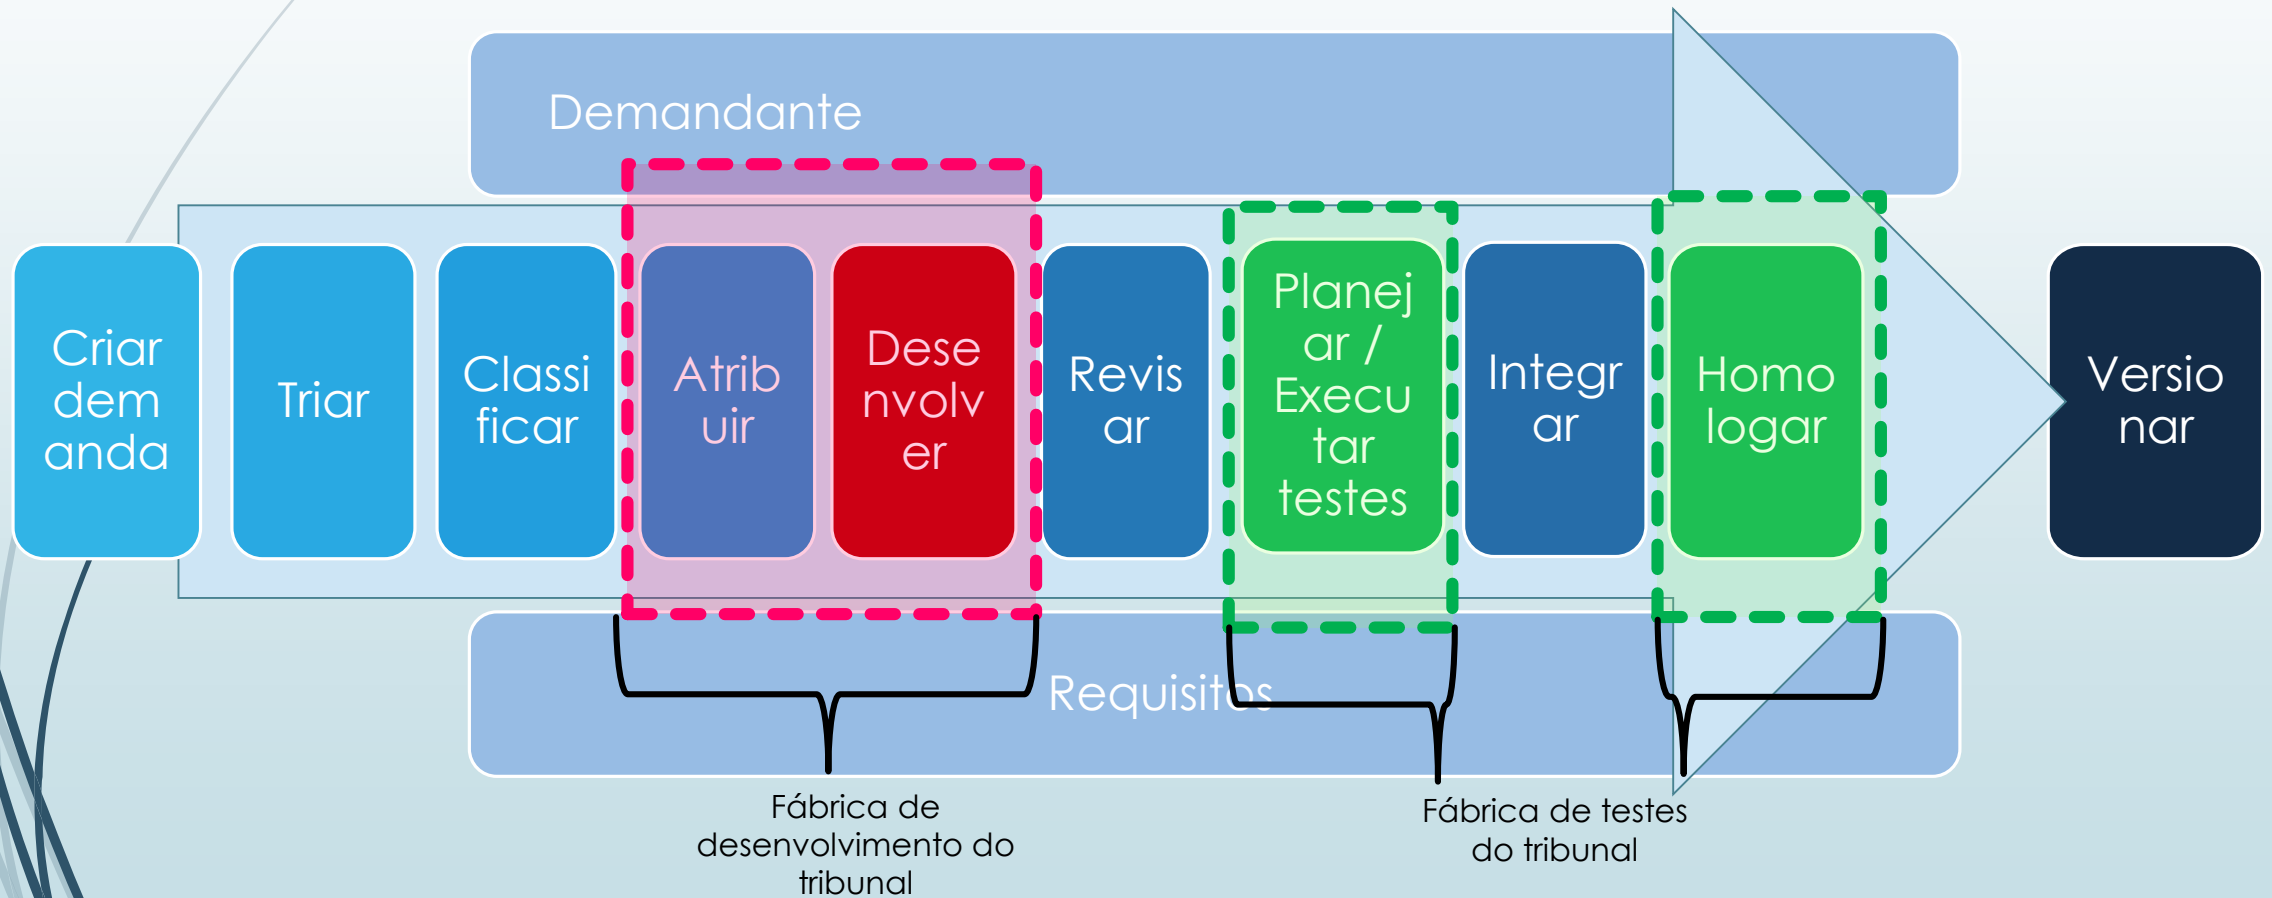 Demandante
Criar
dem
anda
Triar
Classi
ficar
Atrib
uir
Dese
nvolv
er
Revis
ar
Planej
ar /
Execu
tar
testes
Integr
ar
Homo
logar
Versio
nar
Requisitos
Fábrica de
desenvolvimento do
tribunal
Fábrica de testes
do tribunal